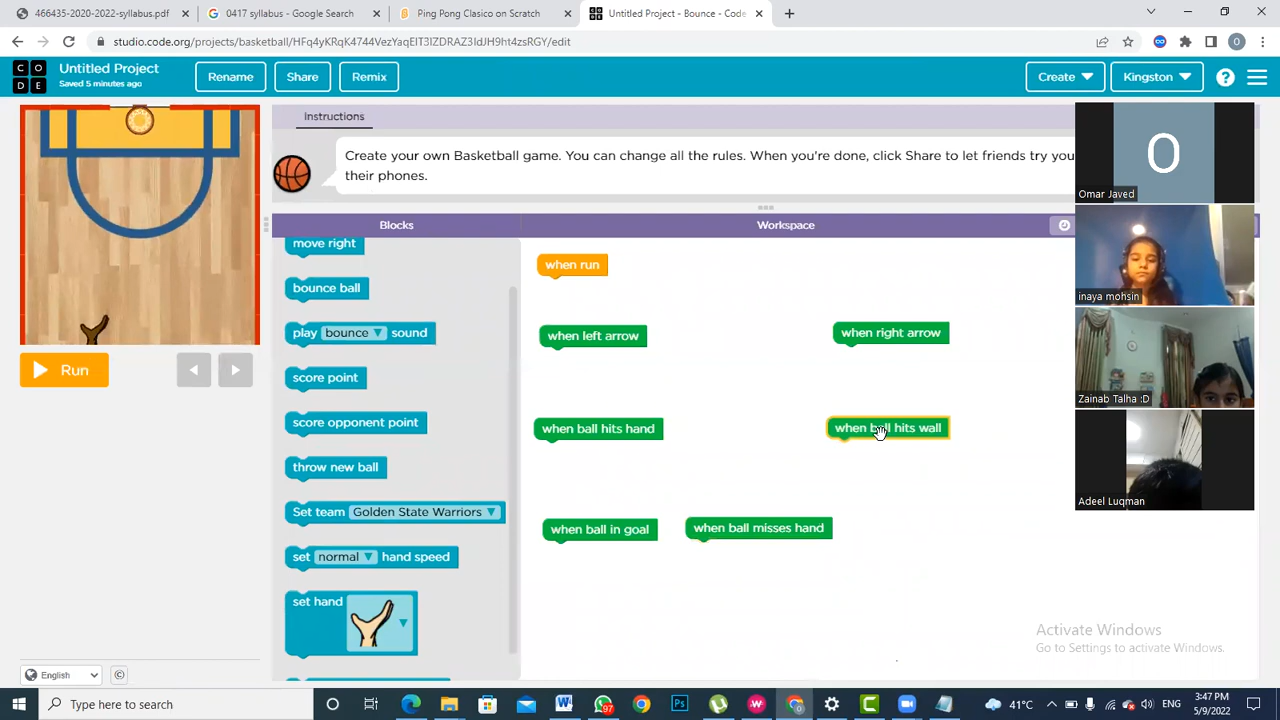 466435-2020-2022-syllabus.pdf
0417 syllabus - Google Search
Ping Pong Clasico on Scratch
Untitled Project - Bounce - Code
studio.code.org/projects/basketball/HFq4yKRqK4744VezYaqEIT3IZDRAZ3IdJH9ht4zsRGY/edit
C O
D E
Untitled Project
Saved 5 minutes ago
Rename
Share
Remix
Create
Kingston
Instructions
Create your own Basketball game. You can change all the rules. When you're done, click Share to let friends try you
their phones.
Blocks
Workspace
move right
bounce ball
play bounce sound
score point
score opponent point
throw new ball
Set team Golden State Warriors
set normal hand speed
set hand
when run
when left arrow
when right arrow
when ball hits hand
when ball hits wall
when ball in goal
when ball misses hand
Run
O
Omar Javed
inaya mohsin
Zainab Talha :D
Adeel Luqman
Activate Windows
Go to Settings to activate Windows.
English
Type here to search
97
41°C
3:47 PM
5/9/2022